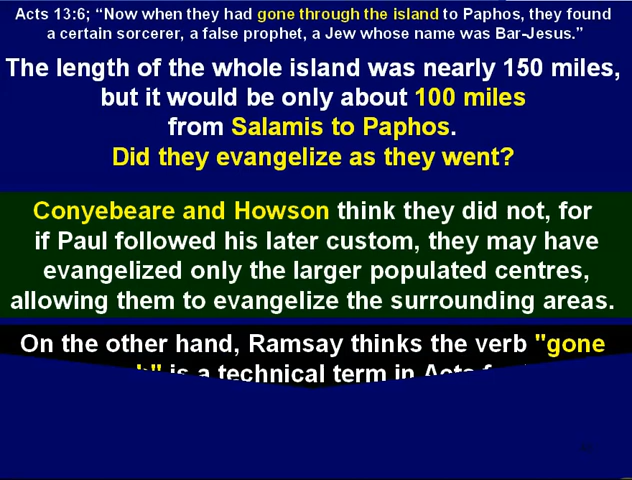 Acts 13:6; “Now when they had gone through the island to Paphos, they found
a certain sorcerer, a false prophet, a Jew whose name was Bar-Jesus.”
The length of the whole island was nearly 150 miles,
but it would be only about 100 miles
from Salamis to Paphos.
Did they evangelize as they went?
Conyebeare and Howson think they did not, for
if Paul followed his later custom, they may have
evangelized only the larger populated centres,
allowing them to evangelize the surrounding areas.
On the other hand, Ramsay thinks the verb "gone
is a technical term in Acts